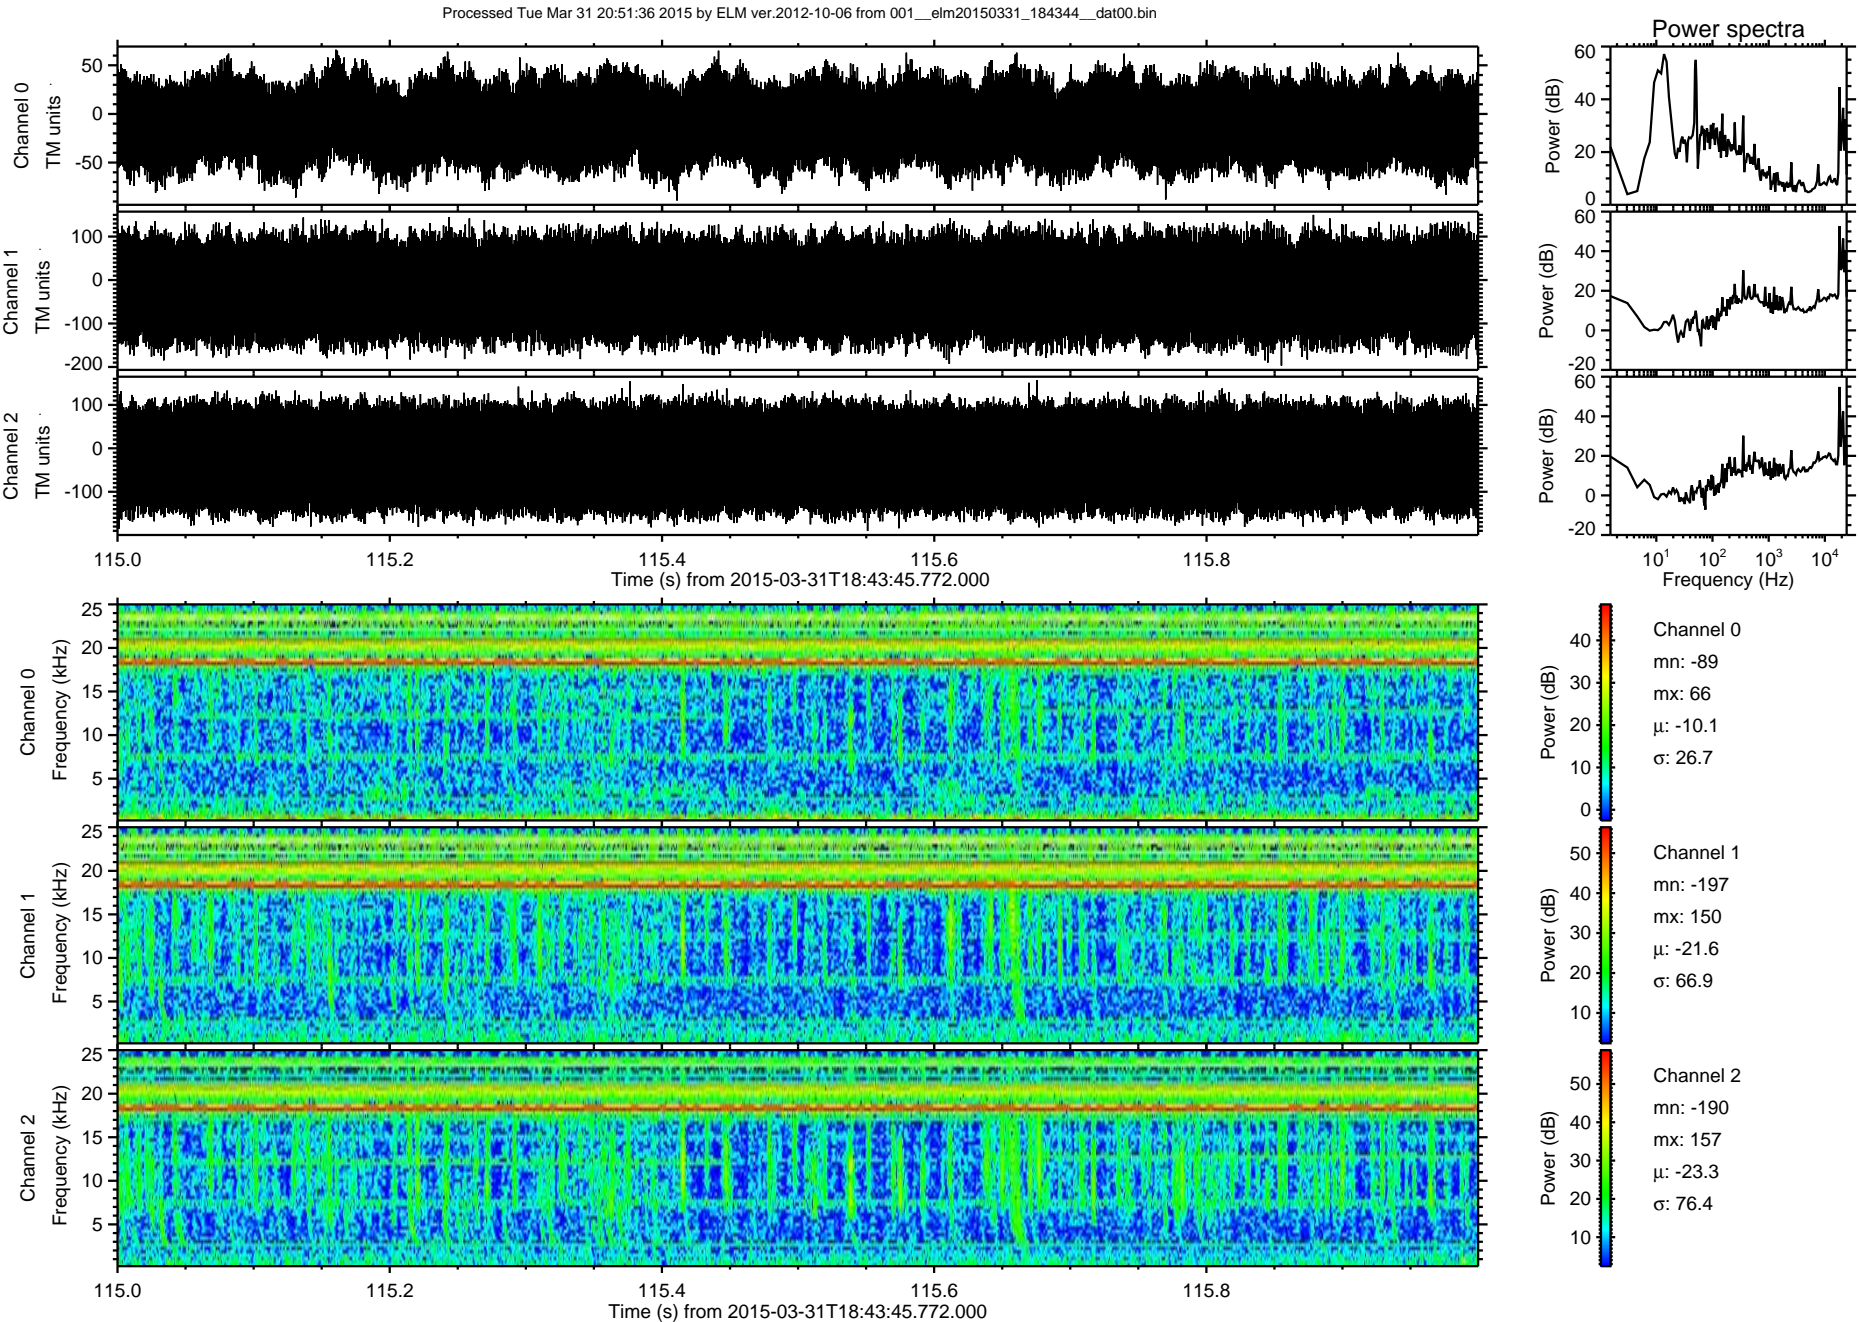 Processed Tue Mar 31 20:51:36 2015 by ELM ver.2012-10-06 from 001__elm20150331_184344__dat00.bin
Power spectra
Channel 0
TM units
50
0
-50
Power (dB)
60
40
20
0
Channel 1
TM units
100
0
-100
-200
Power (dB)
60
40
20
0
-20
Channel 2
TM units
100
0
-100
Power (dB)
60
40
20
0
-20
115.0 115.2 115.4 115.6 115.8
Time (s) from 2015-03-31T18:43:45.772.000
10¹ 10² 10³ 10⁴
Frequency (Hz)
Channel 0
Frequency (kHz)
25
20
15
10
5
Power (dB)
40
30
20
10
0
Channel 0
mn: -89
mx: 66
μ: -10.1
σ: 26.7
Channel 1
Frequency (kHz)
25
20
15
10
5
Power (dB)
50
40
30
20
10
Channel 1
mn: -197
mx: 150
μ: -21.6
σ: 66.9
Channel 2
Frequency (kHz)
25
20
15
10
5
Power (dB)
50
40
30
20
10
Channel 2
mn: -190
mx: 157
μ: -23.3
σ: 76.4
115.0 115.2 115.4 115.6 115.8
Time (s) from 2015-03-31T18:43:45.772.000